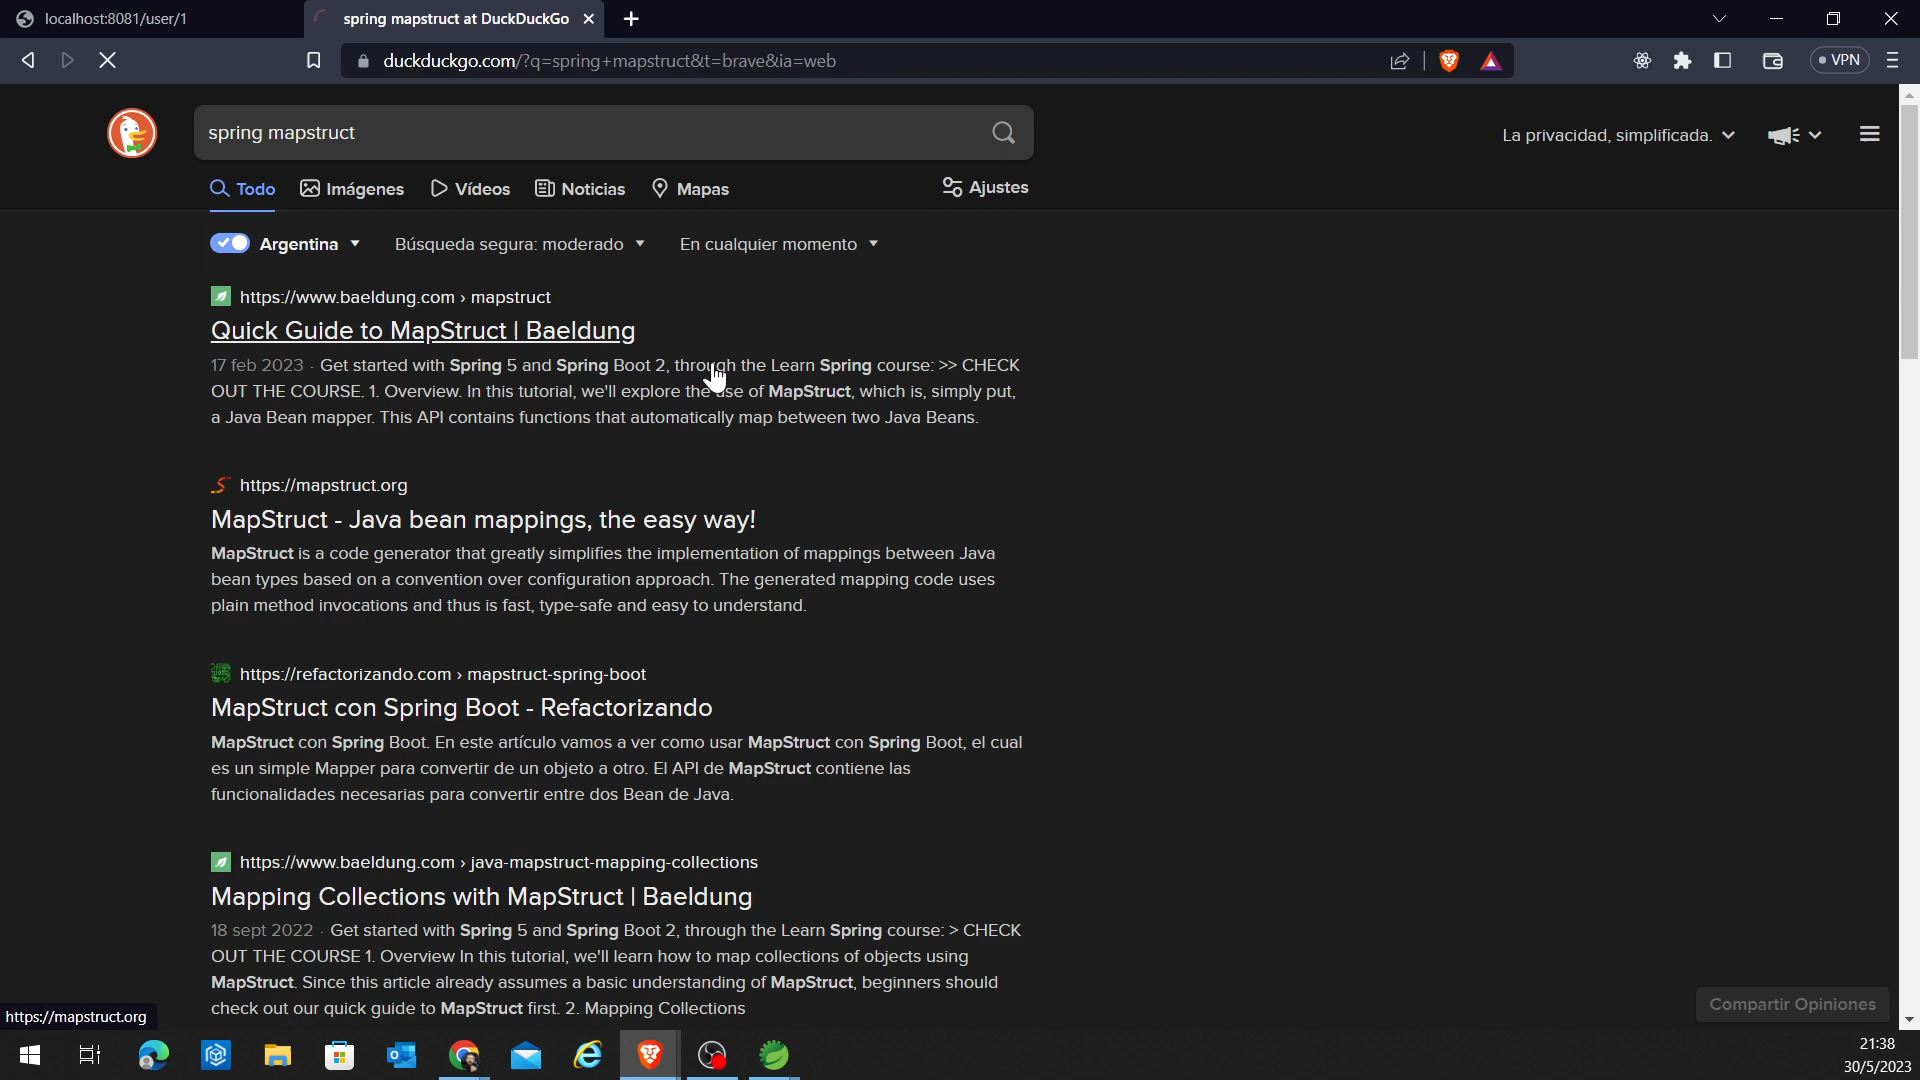 localhost:8081/user/1
spring mapstruct at DuckDuckGo
duckduckgo.com/?q=spring+mapstruct&t=brave&ia=web
VPN
spring mapstruct
La privacidad, simplificada.
Todo
Imágenes
Vídeos
Noticias
Mapas
Ajustes
Argentina
Búsqueda segura: moderado
En cualquier momento
https://www.baeldung.com › mapstruct
Quick Guide to MapStruct | Baeldung
17 feb 2023 · Get started with Spring 5 and Spring Boot 2, through the Learn Spring course: >> CHECK
OUT THE COURSE. 1. Overview. In this tutorial, we'll explore the use of MapStruct, which is, simply put,
a Java Bean mapper. This API contains functions that automatically map between two Java Beans.
https://mapstruct.org
MapStruct - Java bean mappings, the easy way!
MapStruct is a code generator that greatly simplifies the implementation of mappings between Java
bean types based on a convention over configuration approach. The generated mapping code uses
plain method invocations and thus is fast, type-safe and easy to understand.
https://refactorizando.com › mapstruct-spring-boot
MapStruct con Spring Boot - Refactorizando
MapStruct con Spring Boot. En este artículo vamos a ver como usar MapStruct con Spring Boot, el cual
es un simple Mapper para convertir de un objeto a otro. El API de MapStruct contiene las
funcionalidades necesarias para convertir entre dos Bean de Java.
https://www.baeldung.com › java-mapstruct-mapping-collections
Mapping Collections with MapStruct | Baeldung
18 sept 2022 · Get started with Spring 5 and Spring Boot 2, through the Learn Spring course: > CHECK
OUT THE COURSE 1. Overview In this tutorial, we'll learn how to map collections of objects using
MapStruct. Since this article already assumes a basic understanding of MapStruct, beginners should
check out our quick guide to MapStruct first. 2. Mapping Collections
Compartir Opiniones
https://mapstruct.org
21:38
30/5/2023